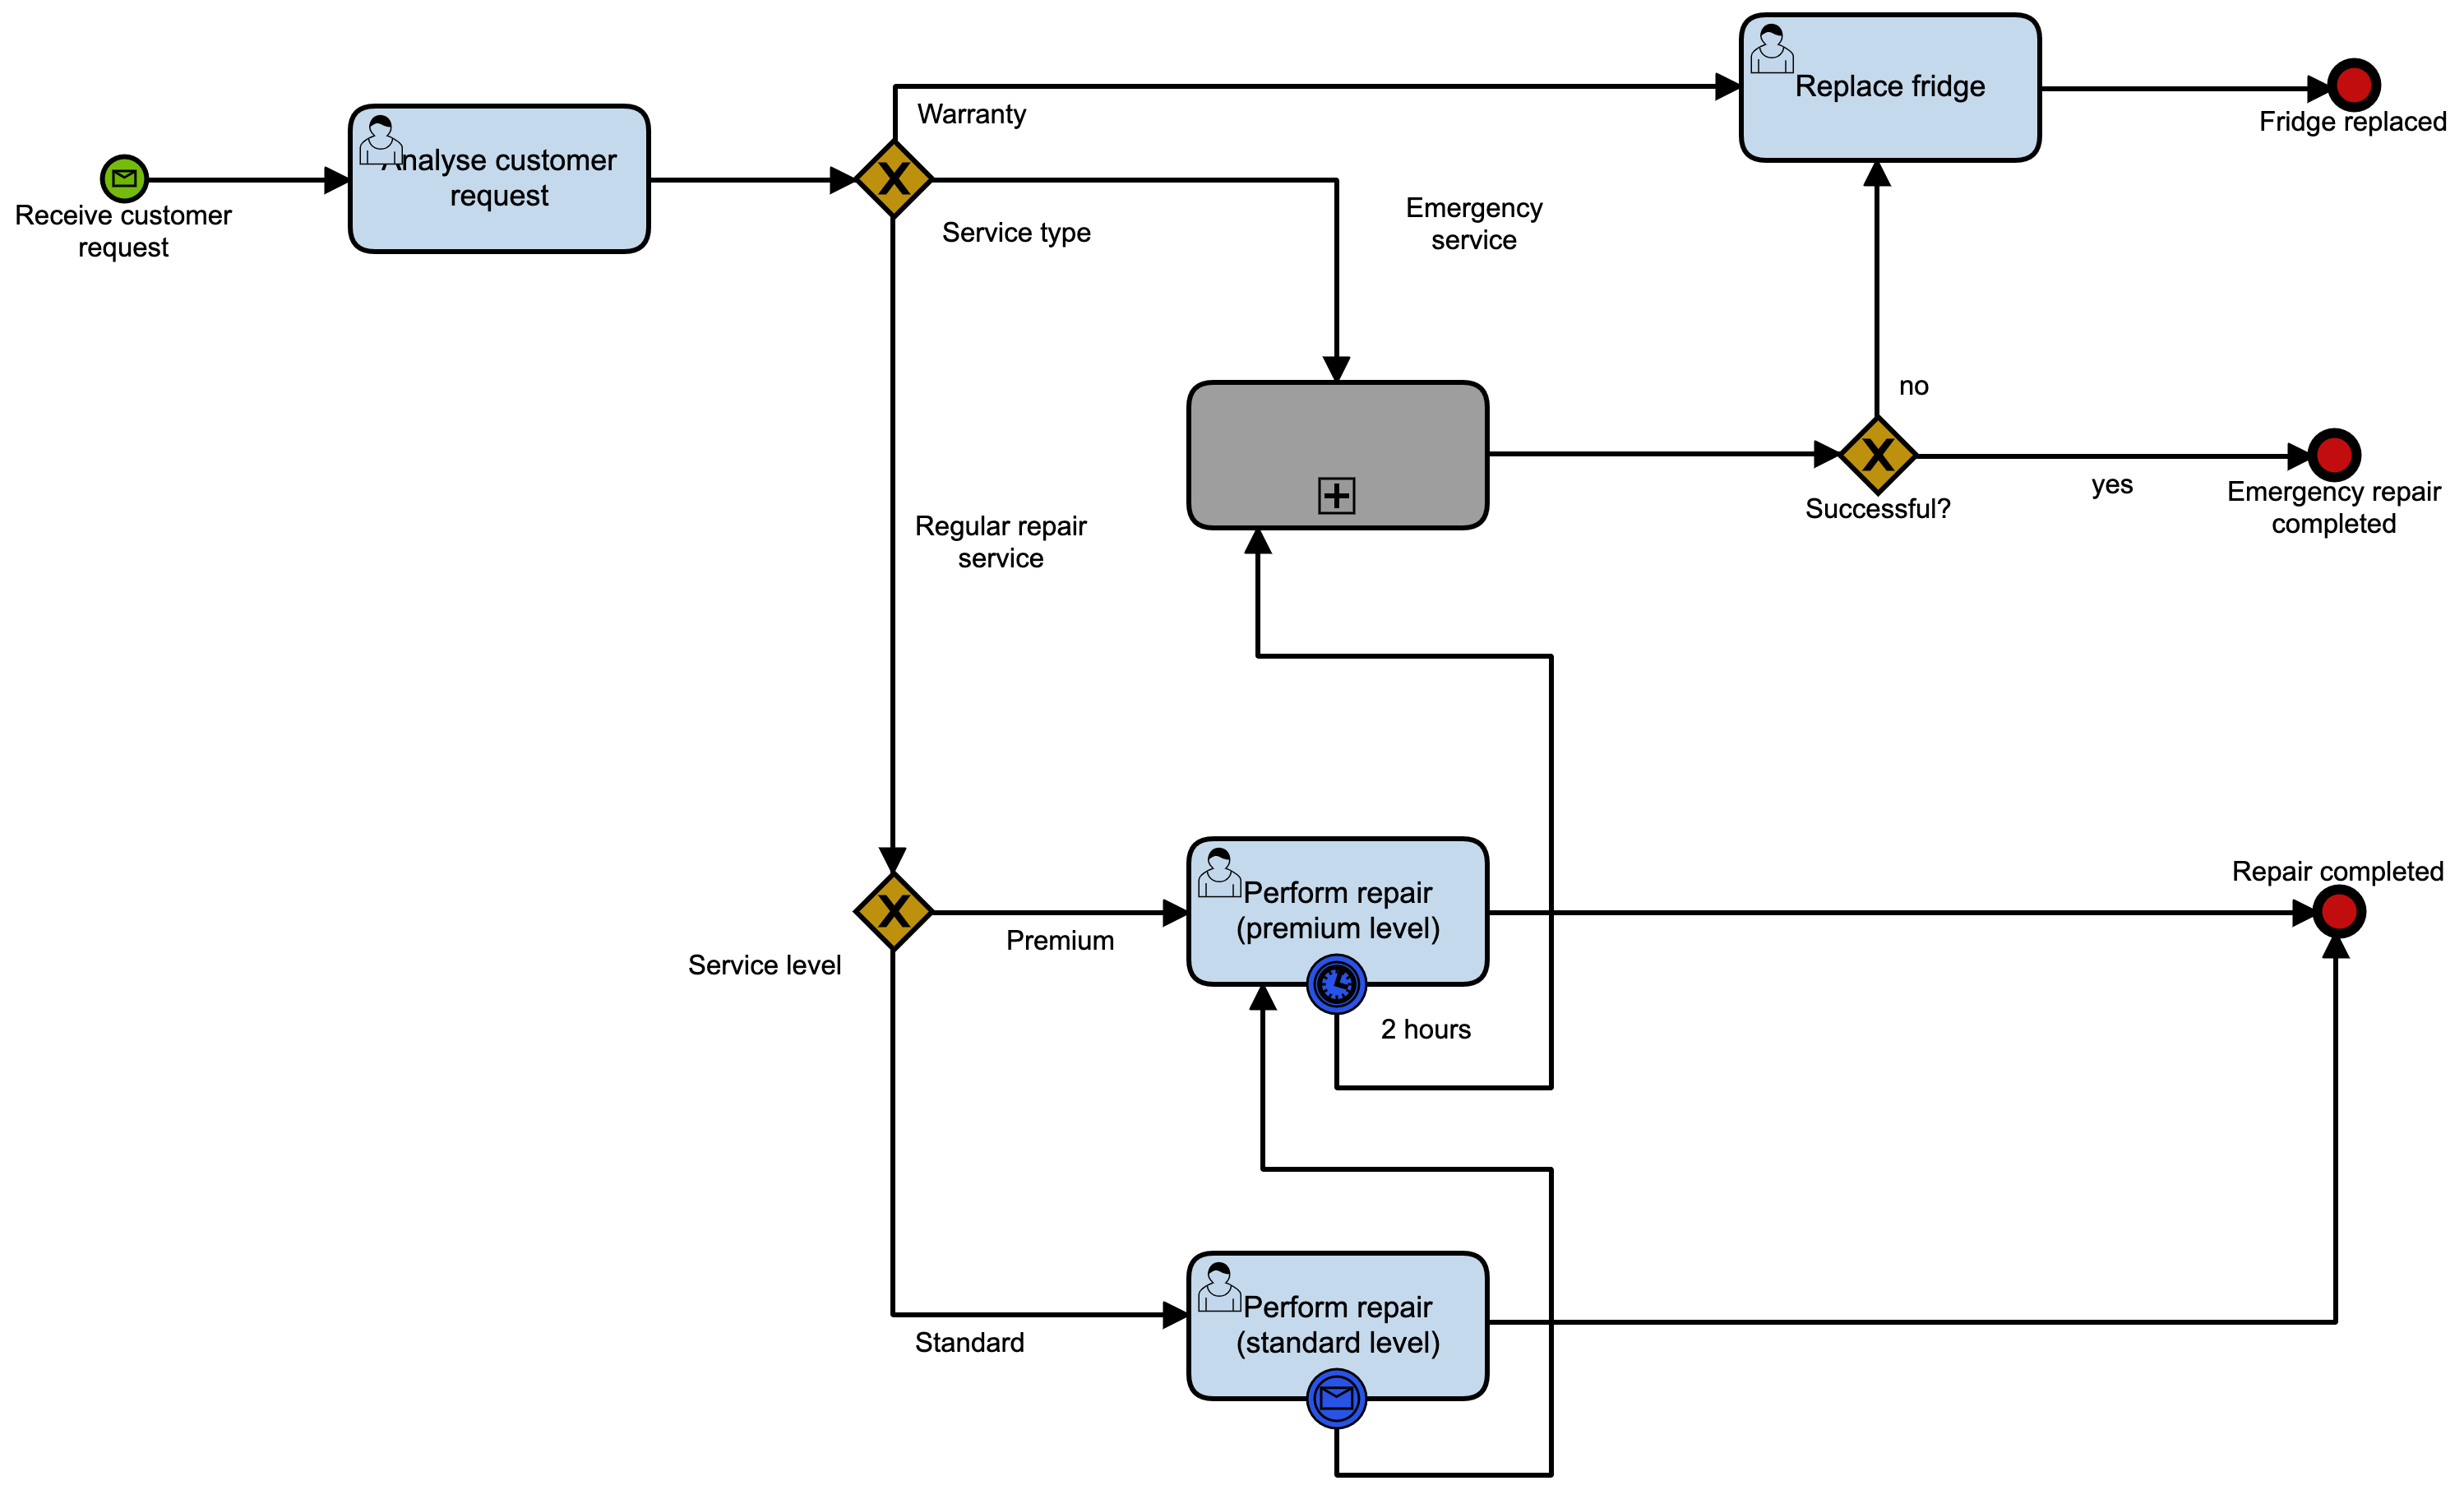 Replace fridge
Fridge replaced
Warranty
Analyse customer
request
Receive customer
request
Service type
Emergency
service
no
Successful?
yes
Emergency repair
completed
Regular repair
service
Perform repair
(premium level)
Premium
Service level
2 hours
Repair completed
Perform repair
(standard level)
Standard